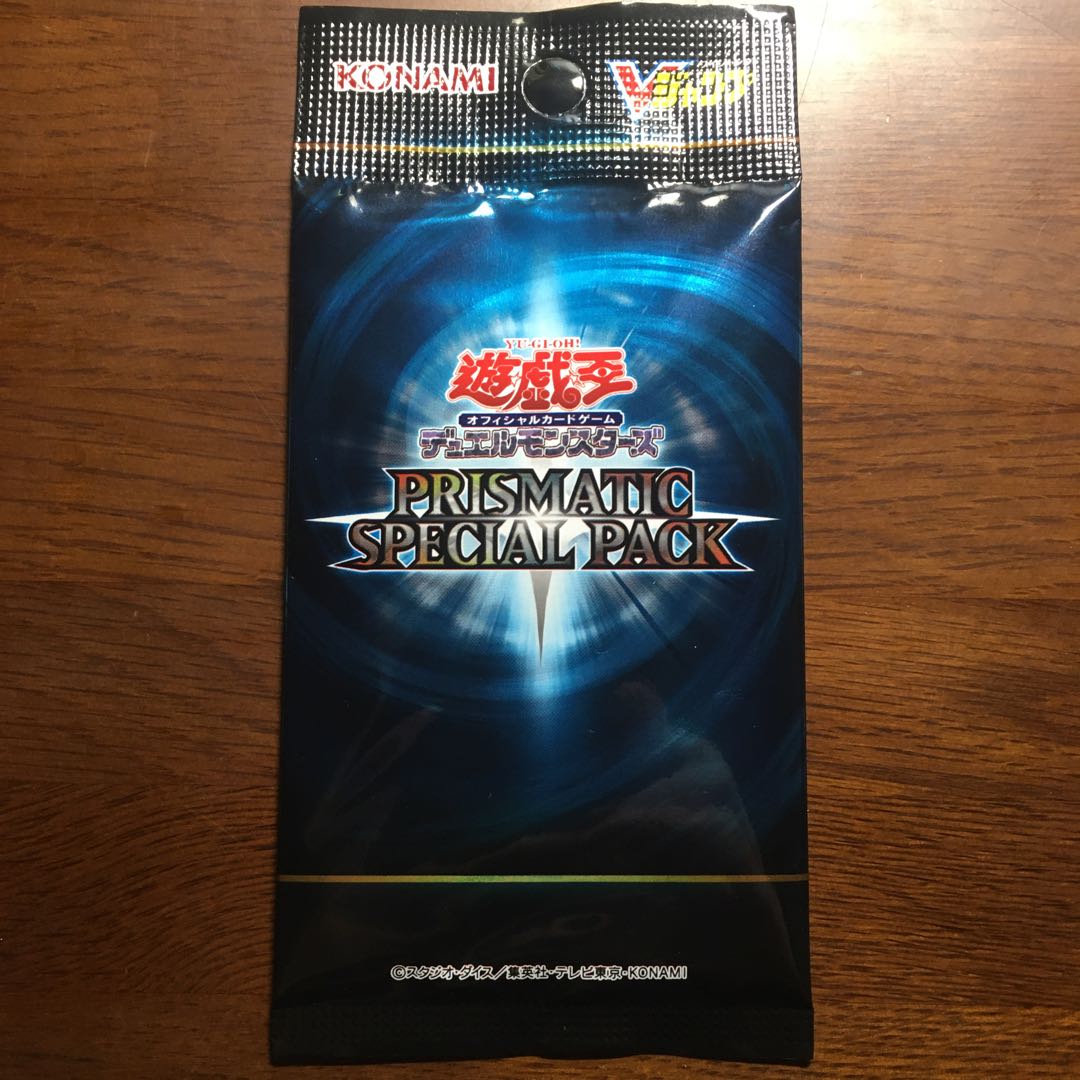 KONAMI
Vジャンプ
YU-GI-OH!
遊戯王
オフィシャルカードゲーム
デュエルモンスターズ
PRISMATIC
SPECIAL PACK
©スタジオ・ダイス/集英社・テレビ東京・KONAMI